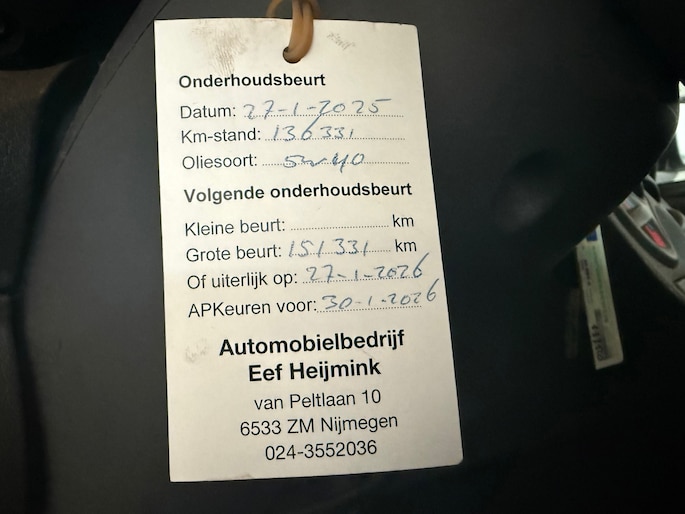 Onderhoudsbeurt
Datum: 27-1-2025
Km-stand: 136331
Oliesoort: 5w40
Volgende onderhoudsbeurt
Kleine beurt: km
Grote beurt: 151331 km
Of uiterlijk op: 27-1-2026
APKeuren voor: 30-1-2026
Automobielbedrijf
Eef Heijmink
van Peltlaan 10
6533 ZM Nijmegen
024-3552036